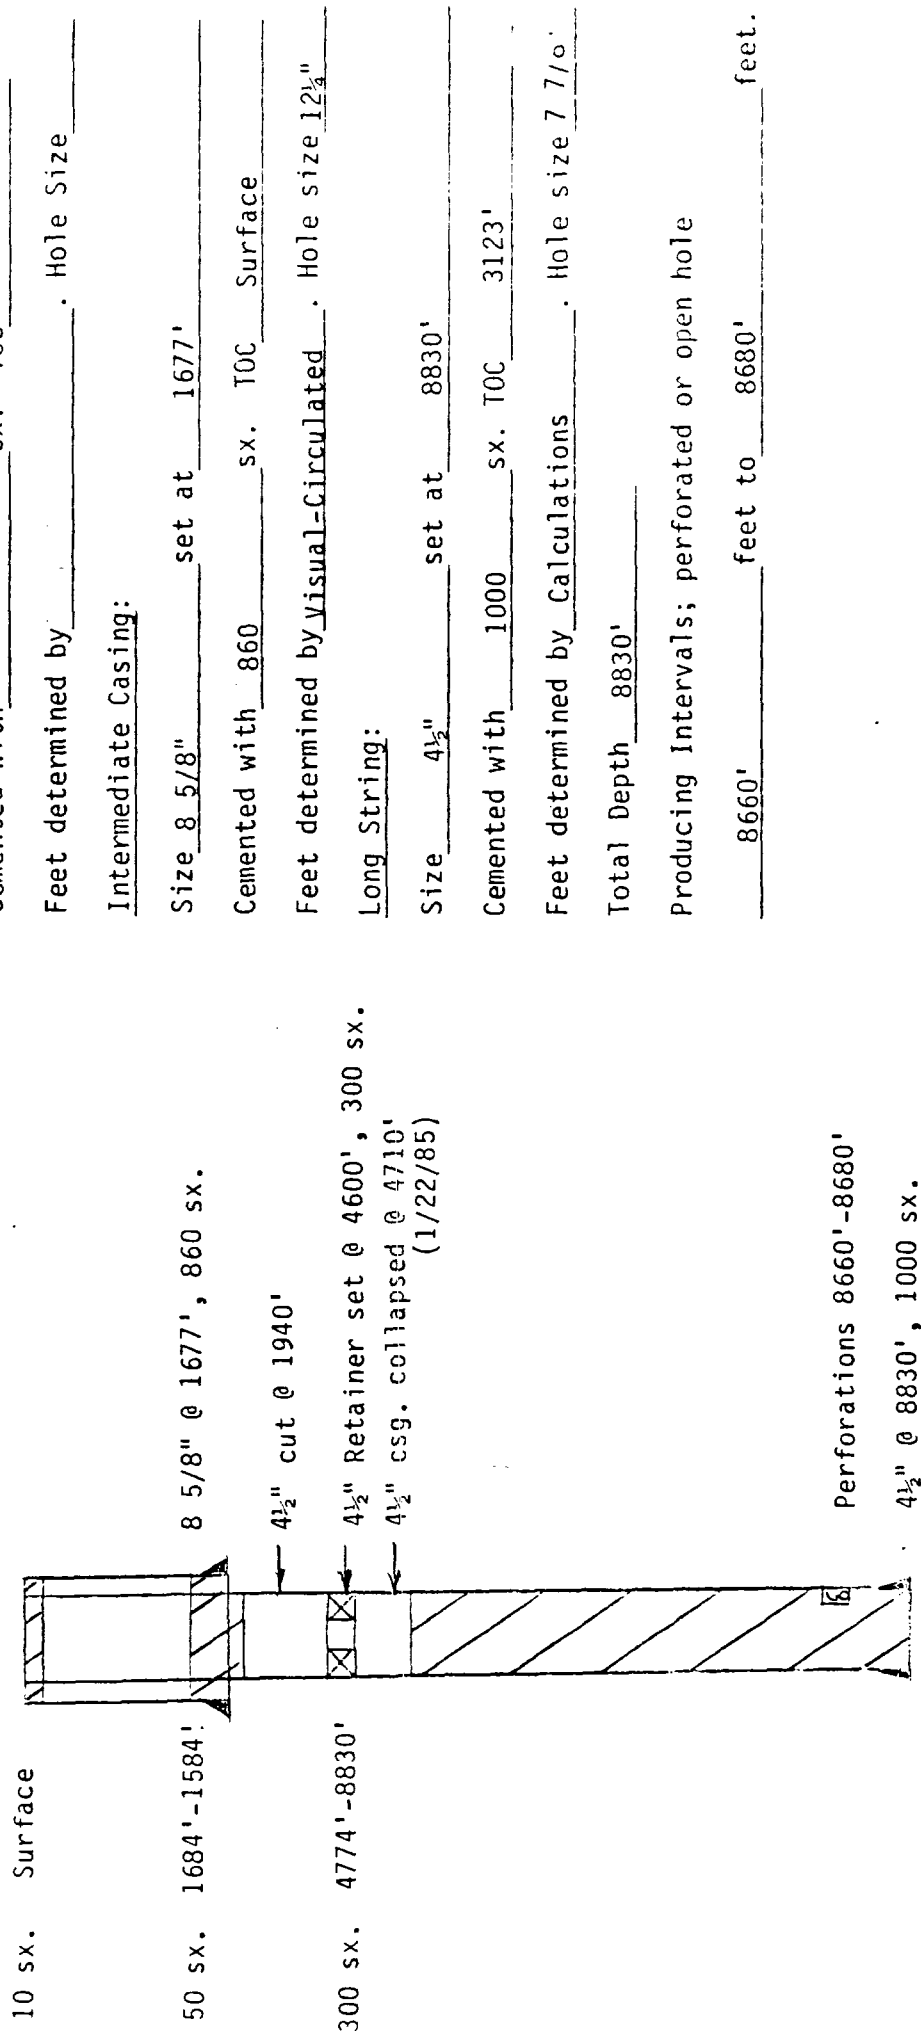 Feet determined by . Hole Size
Intermediate Casing:
Size 8 5/8" set at 1677'
Cemented with 860 sx. TOC Surface
Feet determined by Visual-Circulated . Hole size 12¼"
Long String:
Size 4½" set at 8830'
Cemented with 1000 sx. TOC 3123'
Feet determined by Calculations . Hole size 7 7/8"
Total Depth 8830'
Producing Intervals; perforated or open hole
8660' feet to 8680' feet.
10 sx. Surface
50 sx. 1684'-1584'
8 5/8" @ 1677', 860 sx.
4½" cut @ 1940'
300 sx. 4774'-8830'
4½" Retainer set @ 4600', 300 sx.
4½" csg. collapsed @ 4710'
(1/22/85)
Perforations 8660'-8680'
4½" @ 8830', 1000 sx.